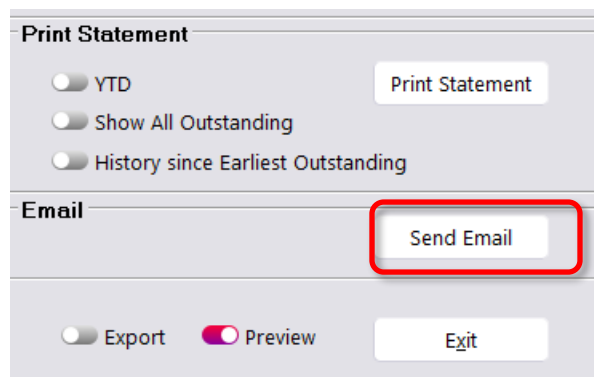 Print Statement
YTD Print Statement
Show All Outstanding
History since Earliest Outstanding
Email
Send Email
Export Preview Exit